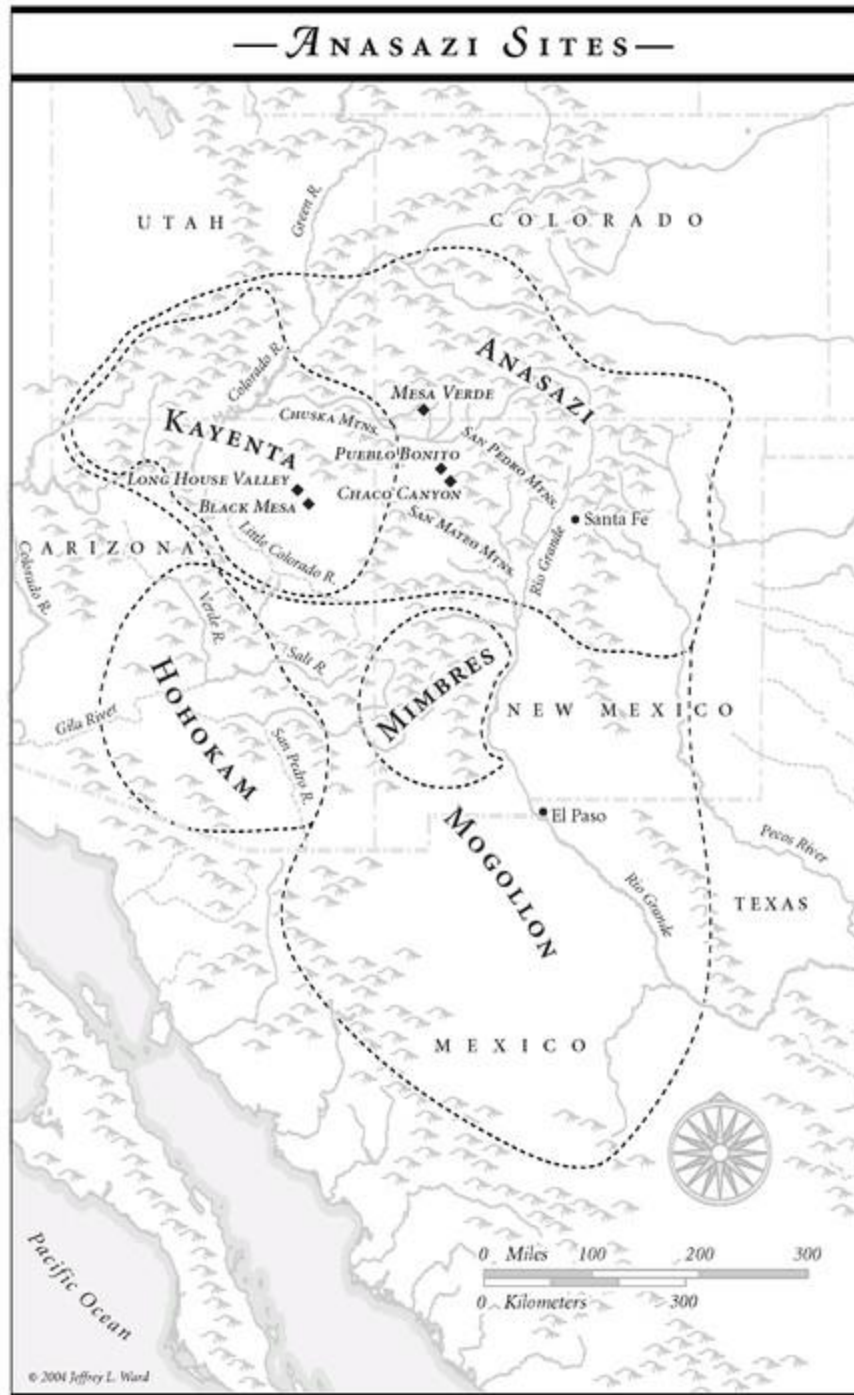 —ANASAZI SITES—
UTAH
COLORADO
Green R.
ANASAZI
Colorado R.
MESA VERDE
CHUSKA MTNS.
KAYENTA
PUEBLO BONITO
SAN PEDRO MTNS.
LONG HOUSE VALLEY
CHACO CANYON
BLACK MESA
SAN MATEO MTNS.
Santa Fe
ARIZONA
Little Colorado R.
Rio Grande
Colorado R.
Verde R.
HOHOKAM
Salt R.
MIMBRES
NEW MEXICO
Gila River
San Pedro R.
El Paso
MOGOLLON
Pecos River
Rio Grande
TEXAS
MEXICO
Pacific Ocean
0 Miles 100 200 300
0 Kilometers 300
© 2004 Jeffrey L. Ward